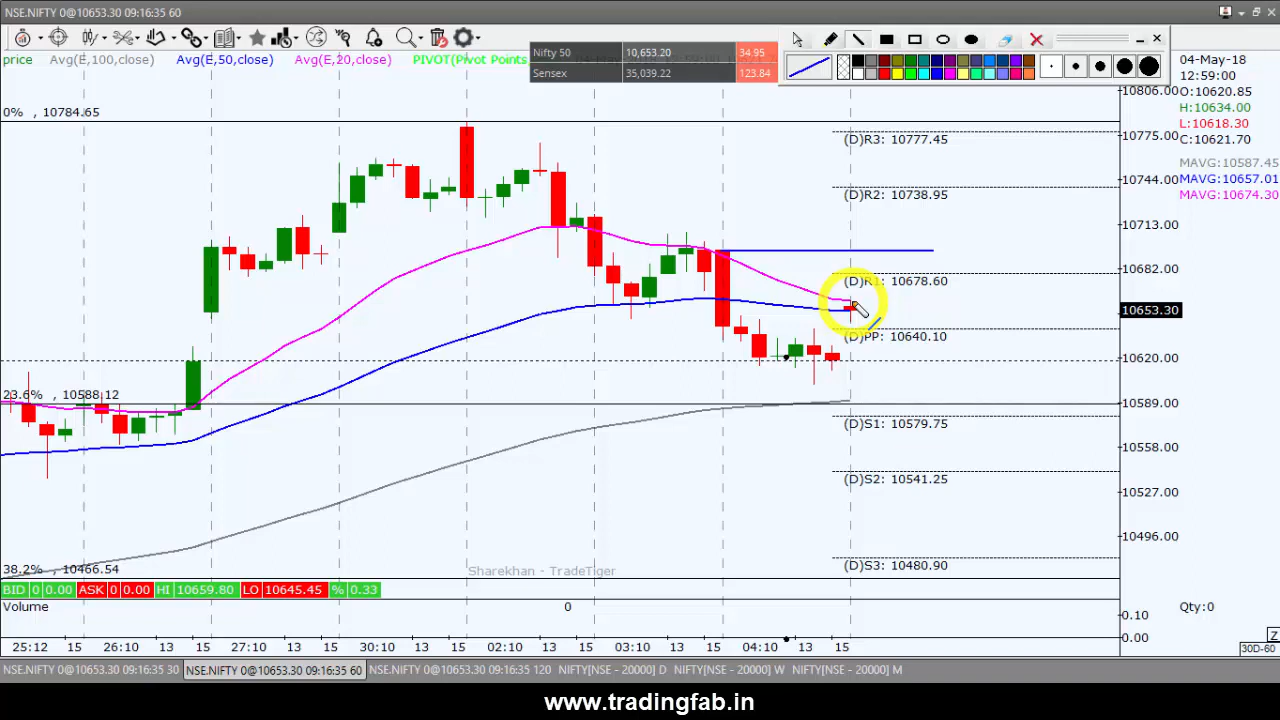 NSE.NIFTY 0@10653.30 09:16:35 60
Nifty 50 10,653.20 34.95
Sensex 35,039.22 123.84
price Avg(E,100,close) Avg(E,50,close) Avg(E,20,close) PIVOT(Pivot Points
04-May-18
12:59:00
O:10620.85
H:10634.00
L:10618.30
C:10621.70
MAVG:10587.45
MAVG:10657.01
MAVG:10674.30
10806.00
10775.00
10744.00
10713.00
10682.00
10653.30
10620.00
10589.00
10558.00
10527.00
10496.00
0% , 10784.65
(D)R3: 10777.45
(D)R2: 10738.95
(D)R1: 10678.60
(D)PP: 10640.10
23.6% , 10588.12
(D)S1: 10579.75
(D)S2: 10541.25
(D)S3: 10480.90
38.2% , 10466.54
Sharekhan - TradeTiger
BID 0 0.00 ASK 0 0.00 HI 10659.80 LO 10645.45 % 0.33
Volume 0
Qty:0
0.10
0.00
Z
25:12 15 26:10 13 15 27:10 13 15 30:10 13 15 02:10 13 15 03:10 13 15 04:10 13 15
30D-60
NSE.NIFTY 0@10653.30 09:16:35 30 NSE.NIFTY 0@10653.30 09:16:35 60 NSE.NIFTY 0@10653.30 09:16:35 120 NIFTY[NSE - 20000] D NIFTY[NSE - 20000] W NIFTY[NSE - 20000] M
www.tradingfab.in